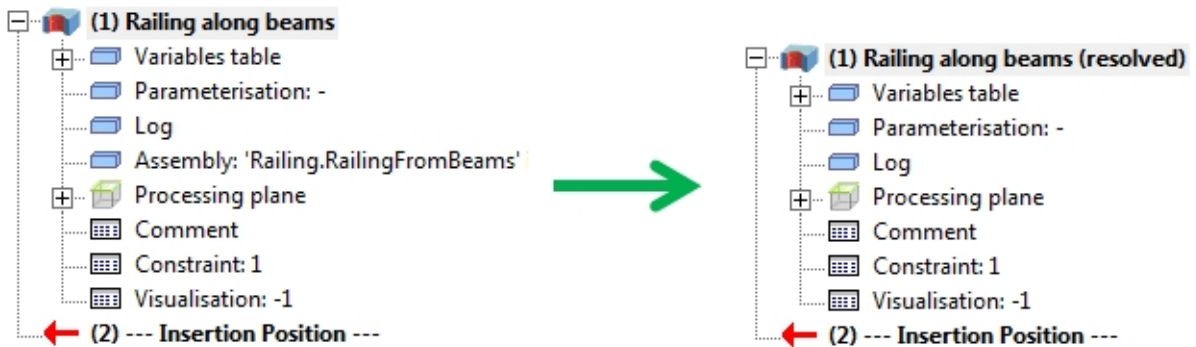 (1) Railing along beams
Variables table
Parameterisation: -
Log
Assembly: 'Railing.RailingFromBeams'
Processing plane
Comment
Constraint: 1
Visualisation: -1
(2) --- Insertion Position ---
(1) Railing along beams (resolved)
Variables table
Parameterisation: -
Log
Processing plane
Comment
Constraint: 1
Visualisation: -1
(2) --- Insertion Position ---